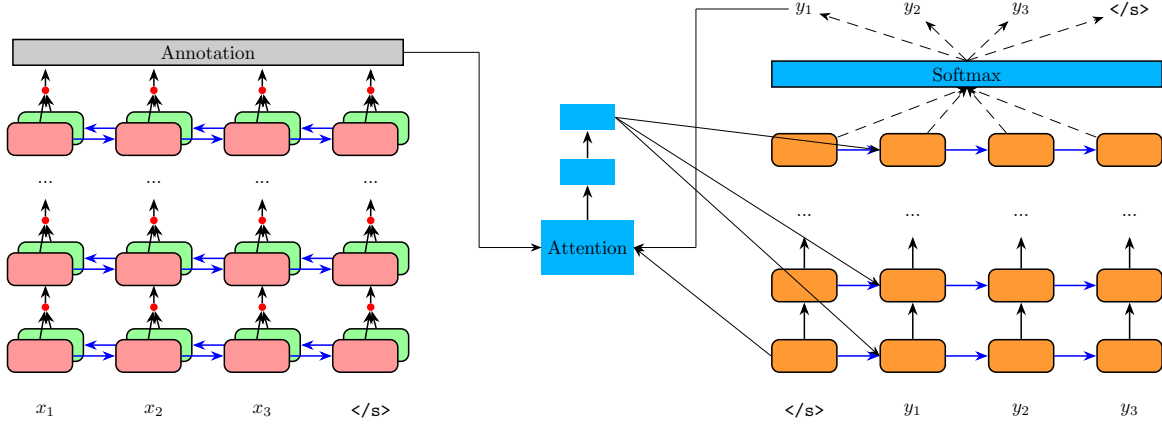 y₁ y₂ y₃ </s>
Annotation
Softmax
... ... ... ...
... ... ... ...
Attention
x₁ x₂ x₃ </s>
</s> y₁ y₂ y₃